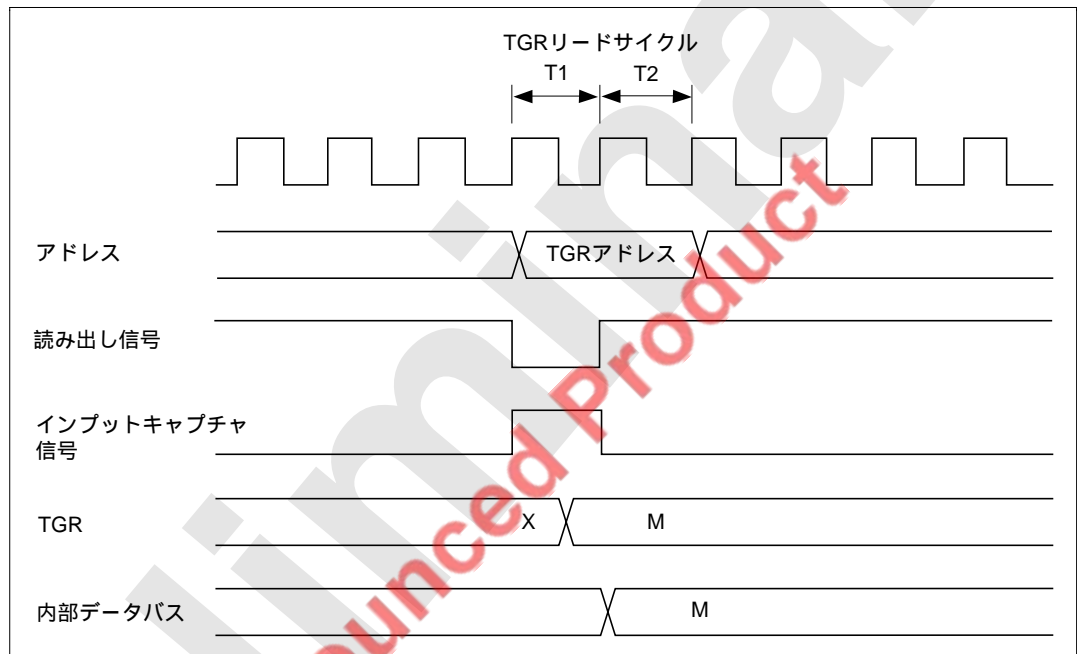 TGRリードサイクル
T1 T2
アドレス TGRアドレス
読み出し信号
インプットキャプチャ
信号
TGR X M
内部データバス M
Product